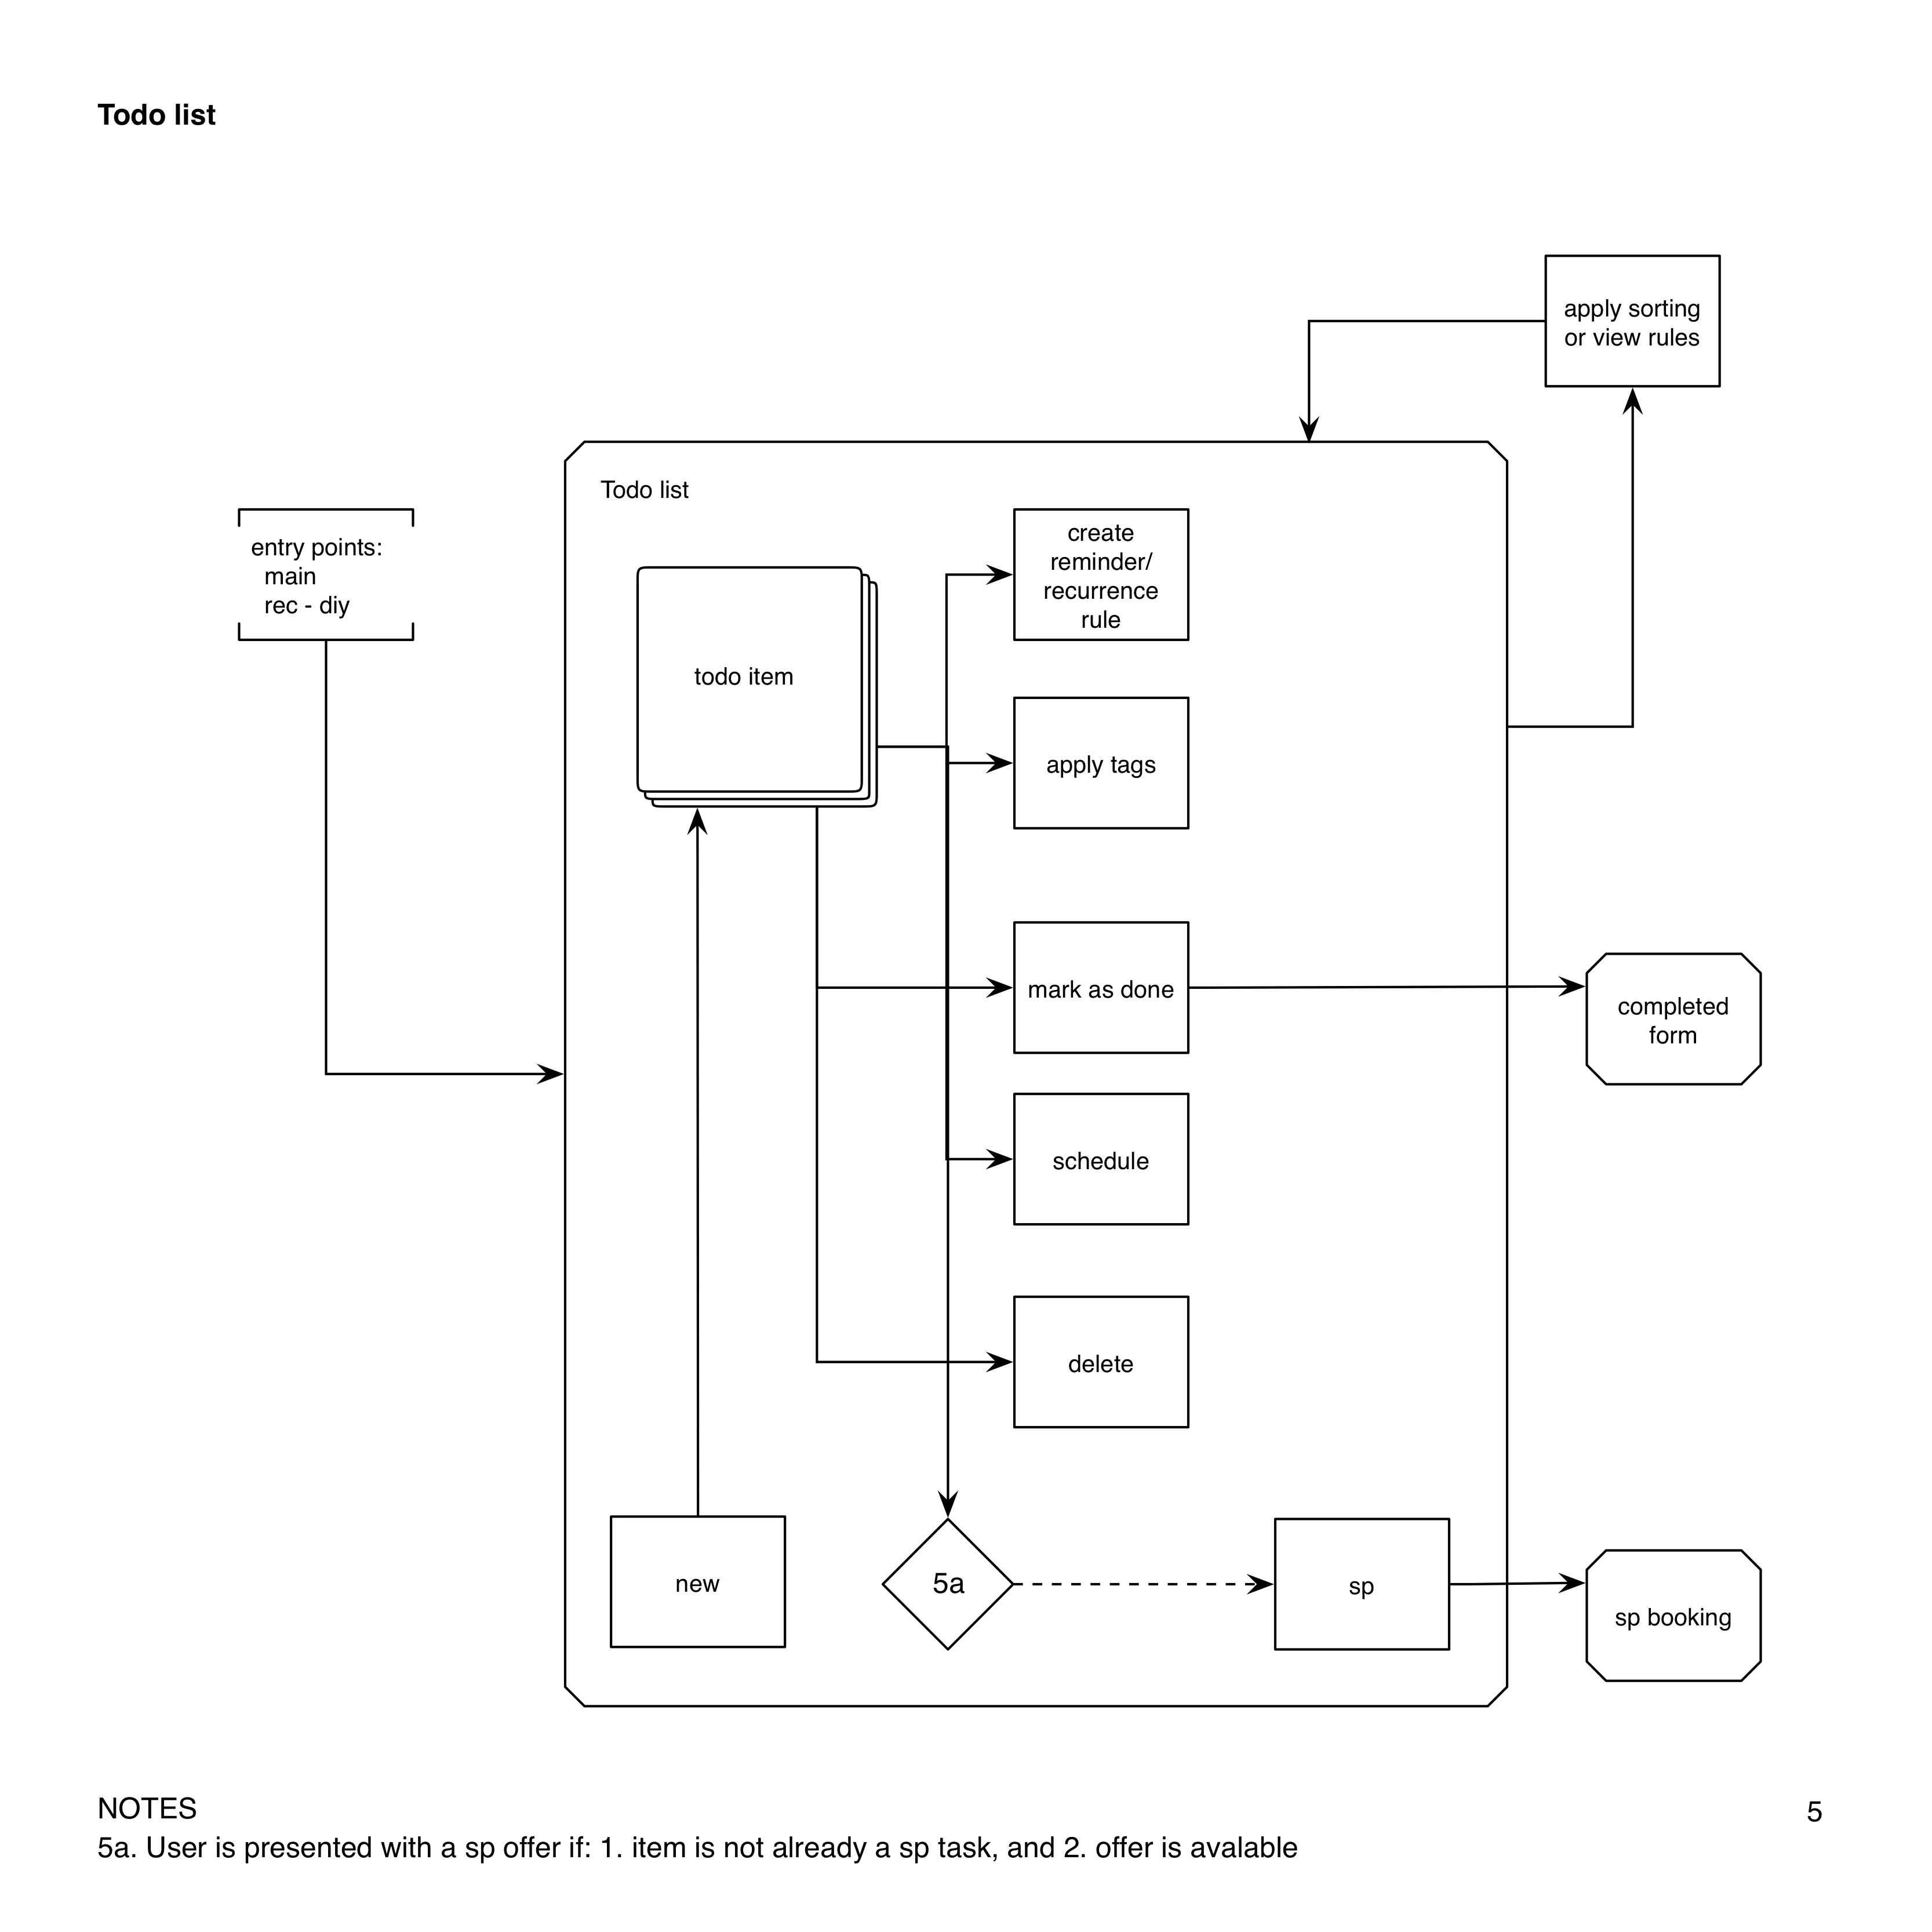 Todo list
apply sorting
or view rules
Todo list
entry points:
main
rec - diy
create
reminder/
recurrence
rule
todo item
apply tags
mark as done
completed
form
schedule
delete
new
5a
sp
sp booking
NOTES
5
5a. User is presented with a sp offer if: 1. item is not already a sp task, and 2. offer is avalable